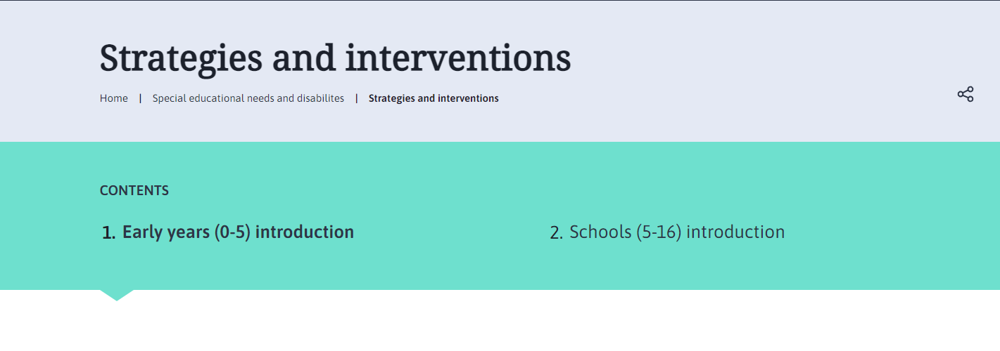 Strategies and interventions
Home | Special educational needs and disabilites | Strategies and interventions
CONTENTS
1. Early years (0-5) introduction
2. Schools (5-16) introduction